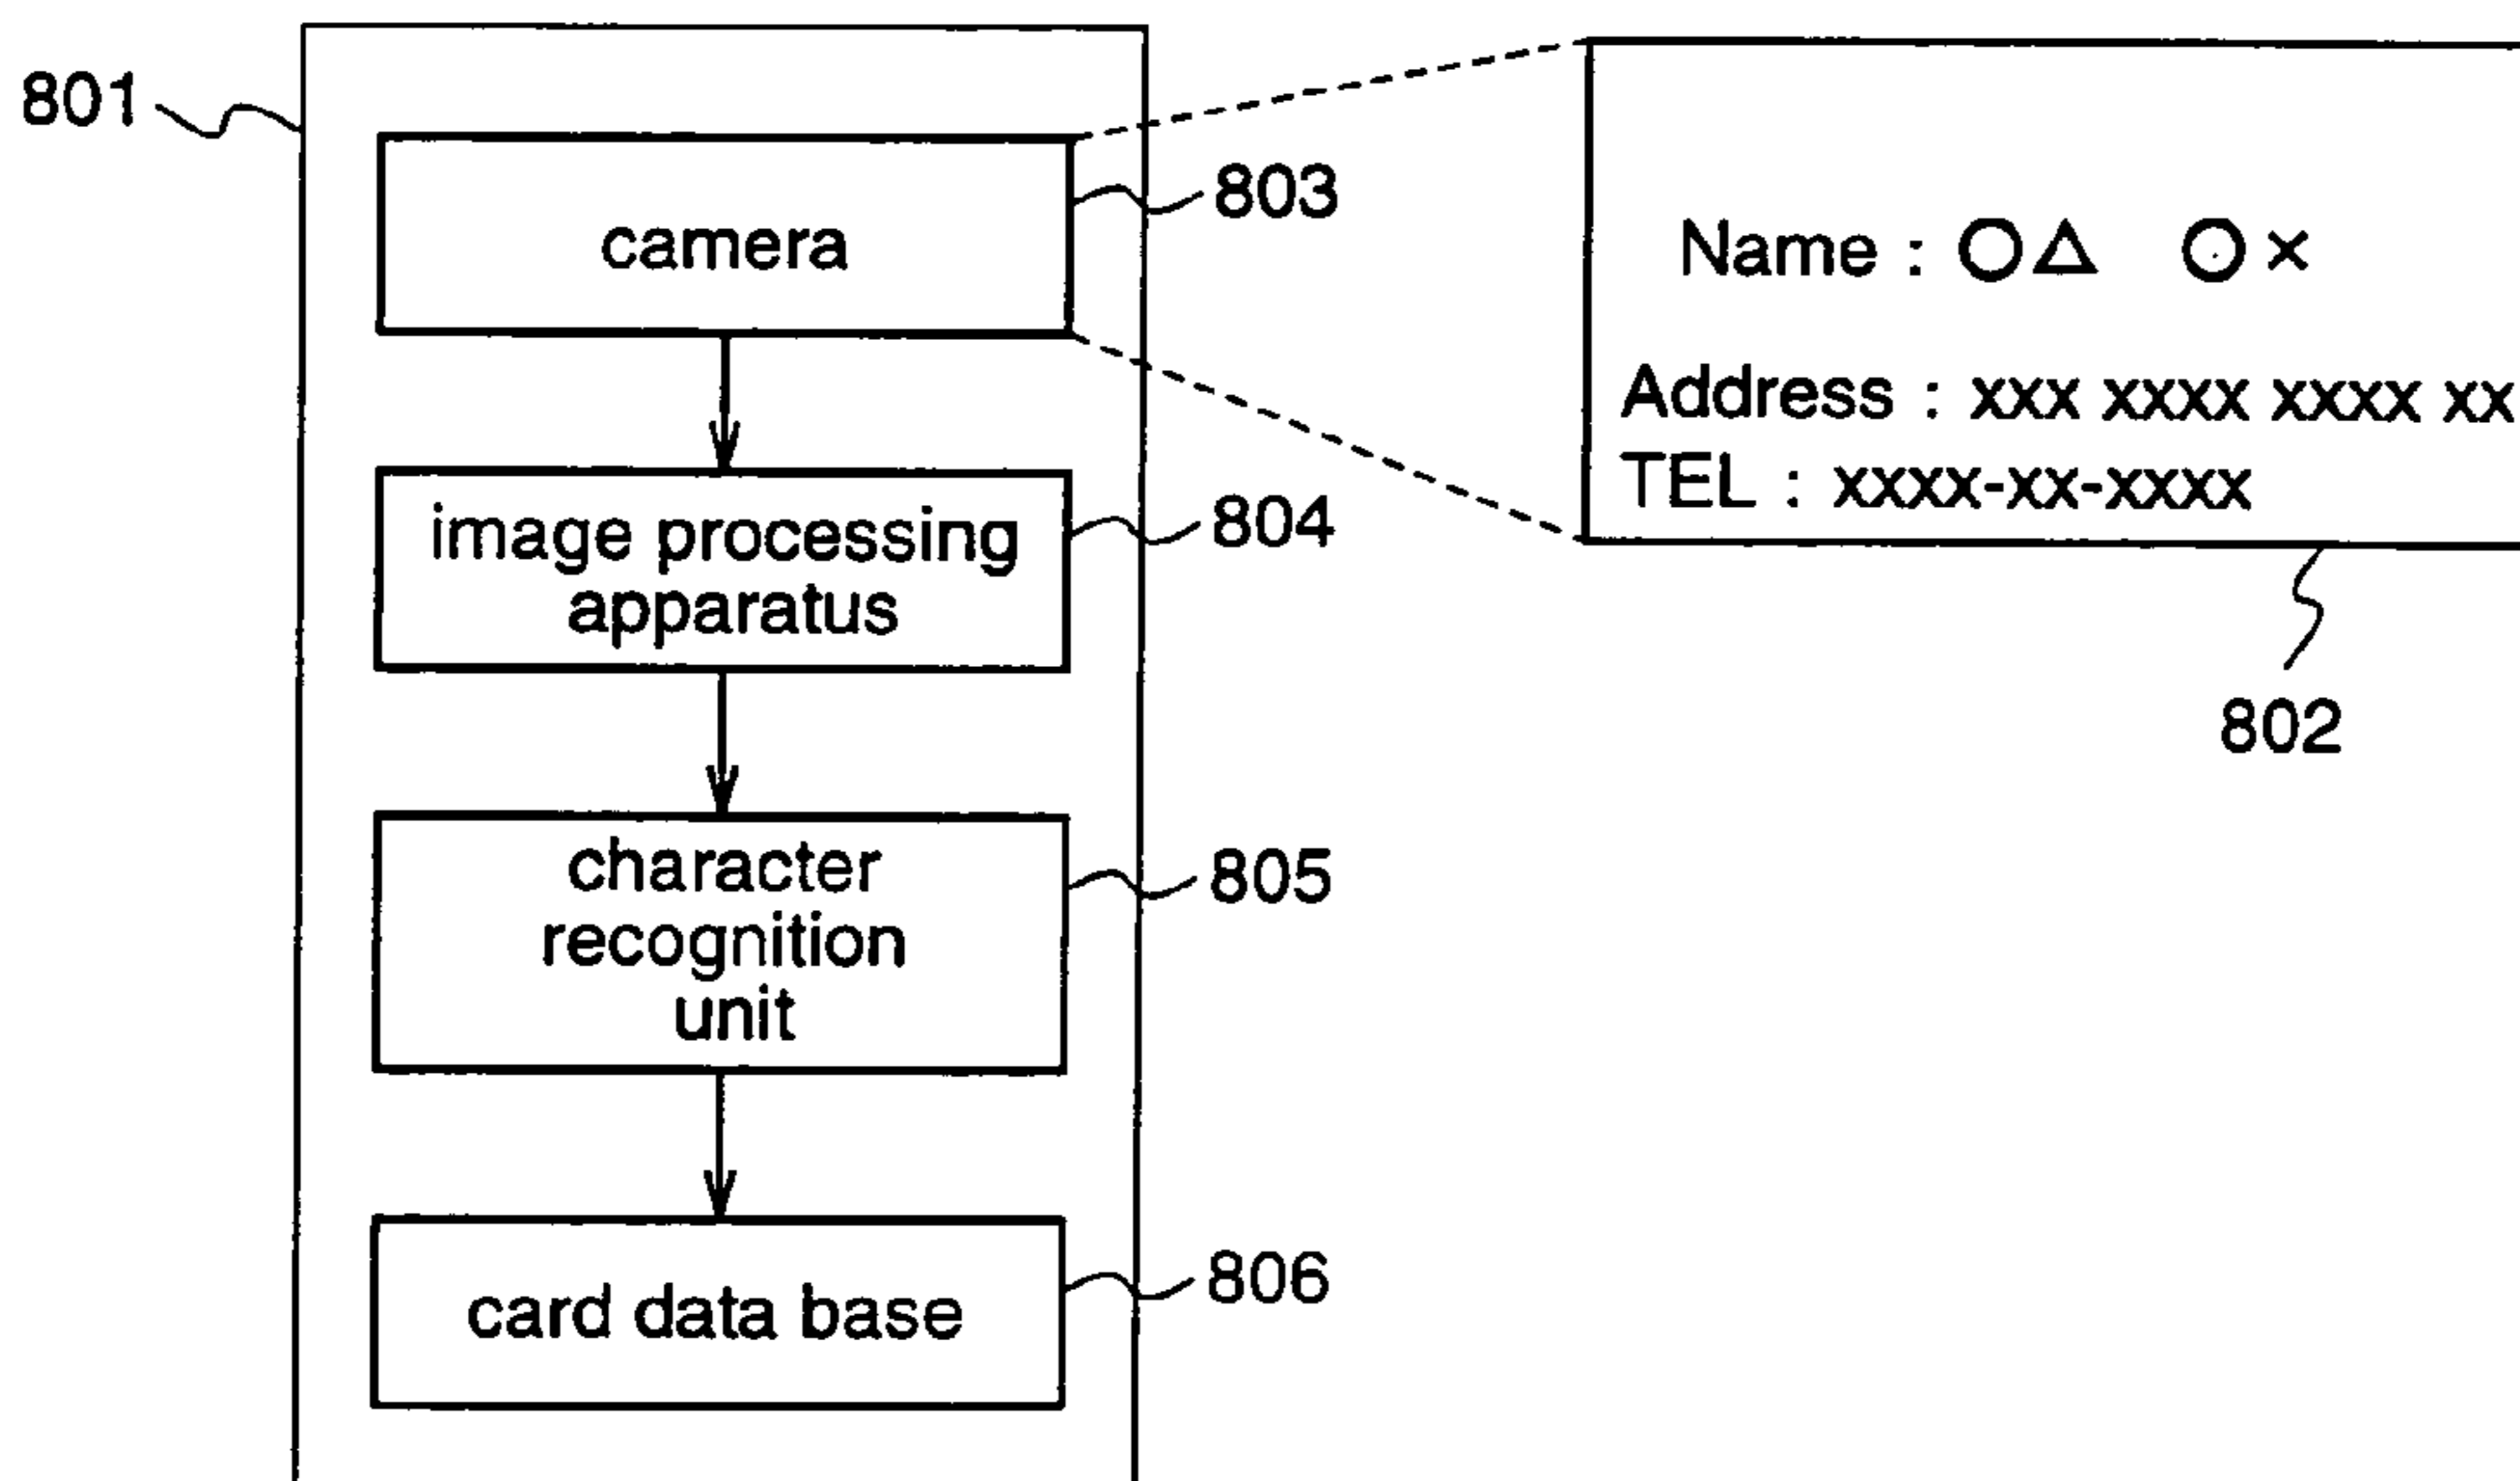 801
camera
803
Name : ○△ ⊙×
Address : xxx xxxx xxxx xx
TEL : xxxx-xx-xxxx
802
image processing
apparatus
804
character
recognition
unit
805
card data base
806